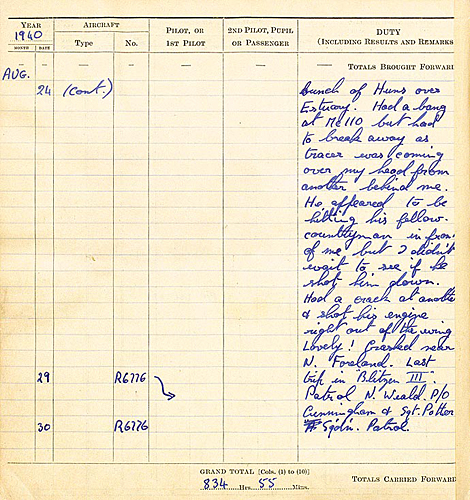 YEAR AIRCRAFT PILOT, OR 2ND PILOT, PUPIL DUTY
1940 1ST PILOT OR PASSENGER (INCLUDING RESULTS AND REMARKS
MONTH DATE Type No.
— — — — — — TOTALS BROUGHT FORWARD
AUG.
24 (cont.) bunch of Huns over
Estuary. Had a bang
at Me 110 but had
to break away as
tracer was coming
over my head from
another behind me.
He appeared to be
hitting his fellow-
countryman in front
of me but I didn't
wait to see if he
shot him down.
Had a crack at another
& shot his engine
right out of the wing
Lovely! Crashed near
N. Foreland. Last
29 R6776 trip in Blitzen III.
Patrol N. Weald. P/O
Cunningham & Sgt. Potter
30 R6776 Sqdn. Patrol.
GRAND TOTAL [Cols. (1) to (10)]
834 Hrs. 55 Mins.
TOTALS CARRIED FORWARD